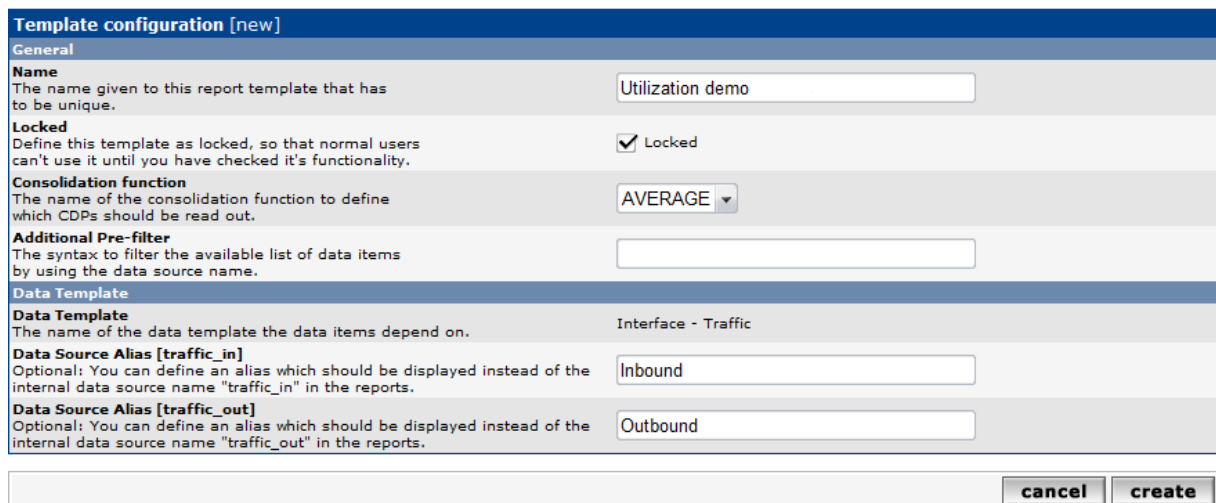 Template configuration [new]
General
Name
The name given to this report template that has
to be unique.
Utilization demo
Locked
Define this template as locked, so that normal users
can't use it until you have checked it's functionality.
Locked
Consolidation function
The name of the consolidation function to define
which CDPs should be read out.
AVERAGE
Additional Pre-filter
The syntax to filter the available list of data items
by using the data source name.
Data Template
Data Template
The name of the data template the data items depend on.
Interface - Traffic
Data Source Alias [traffic_in]
Optional: You can define an alias which should be displayed instead of the
internal data source name "traffic_in" in the reports.
Inbound
Data Source Alias [traffic_out]
Optional: You can define an alias which should be displayed instead of the
internal data source name "traffic_out" in the reports.
Outbound
cancel
create